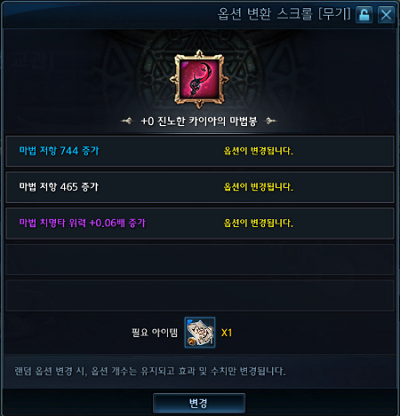 옵션 변환 스크롤 [무기]
+0 진노한 카이아의 마법봉
마법 저항 744 증가 옵션이 변경됩니다.
마법 저항 465 증가 옵션이 변경됩니다.
마법 치명타 위력 +0.06배 증가 옵션이 변경됩니다.
필요 아이템 X1
랜덤 옵션 변경 시, 옵션 개수는 유지되고 효과 및 수치만 변경됩니다.
변경